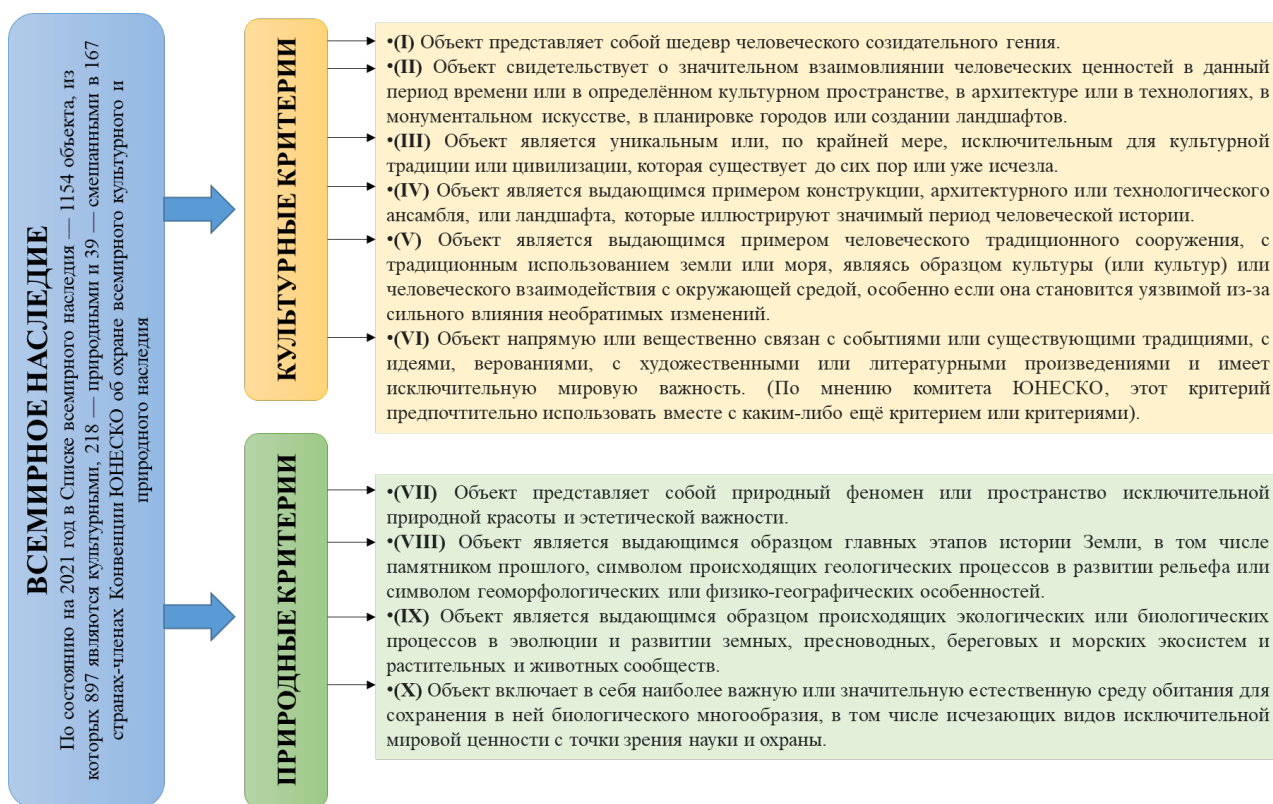 ВСЕМИРНОЕ НАСЛЕДИЕ
По состоянию на 2021 год в Списке всемирного наследия — 1154 объекта, из
которых 897 являются культурными, 218 — природными и 39 — смешанными в 167
странах-членах Конвенции ЮНЕСКО об охране всемирного культурного и
природного наследия
КУЛЬТУРНЫЕ КРИТЕРИИ
•(I) Объект представляет собой шедевр человеческого созидательного гения.
•(II) Объект свидетельствует о значительном взаимовлиянии человеческих ценностей в данный
период времени или в определённом культурном пространстве, в архитектуре или в технологиях, в
монументальном искусстве, в планировке городов или создании ландшафтов.
•(III) Объект является уникальным или, по крайней мере, исключительным для культурной
традиции или цивилизации, которая существует до сих пор или уже исчезла.
•(IV) Объект является выдающимся примером конструкции, архитектурного или технологического
ансамбля, или ландшафта, которые иллюстрируют значимый период человеческой истории.
•(V) Объект является выдающимся примером человеческого традиционного сооружения, с
традиционным использованием земли или моря, являясь образцом культуры (или культур) или
человеческого взаимодействия с окружающей средой, особенно если она становится уязвимой из-за
сильного влияния необратимых изменений.
•(VI) Объект напрямую или вещественно связан с событиями или существующими традициями, с
идеями, верованиями, с художественными или литературными произведениями и имеет
исключительную мировую важность. (По мнению комитета ЮНЕСКО, этот критерий
предпочтительно использовать вместе с каким-либо ещё критерием или критериями).
ПРИРОДНЫЕ КРИТЕРИИ
•(VII) Объект представляет собой природный феномен или пространство исключительной
природной красоты и эстетической важности.
•(VIII) Объект является выдающимся образцом главных этапов истории Земли, в том числе
памятником прошлого, символом происходящих геологических процессов в развитии рельефа или
символом геоморфологических или физико-географических особенностей.
•(IX) Объект является выдающимся образцом происходящих экологических или биологических
процессов в эволюции и развитии земных, пресноводных, береговых и морских экосистем и
растительных и животных сообществ.
•(X) Объект включает в себя наиболее важную или значительную естественную среду обитания для
сохранения в ней биологического многообразия, в том числе исчезающих видов исключительной
мировой ценности с точки зрения науки и охраны.